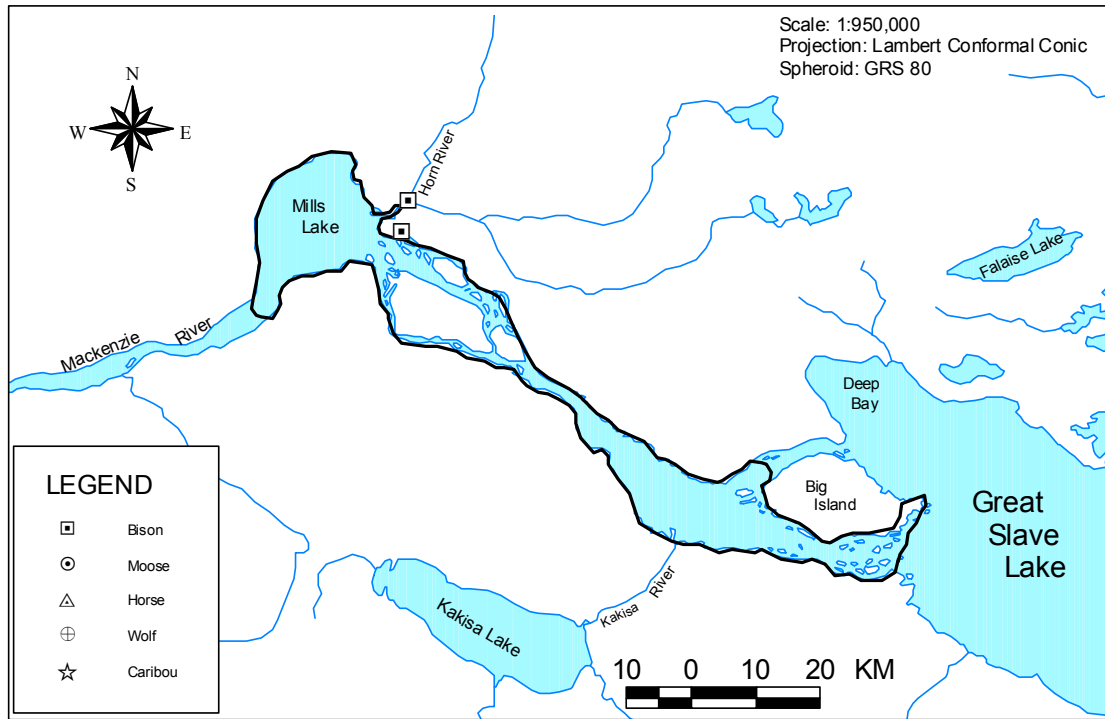 Scale: 1:950,000
Projection: Lambert Conformal Conic
Spheroid: GRS 80
N
W
E
S
Horn River
Mills
Lake
Falaise Lake
Mackenzie River
Deep
Bay
Big
Island
Great
Slave
Lake
Kakisa River
Kakisa Lake
LEGEND
Bison
Moose
Horse
Wolf
Caribou
10 0 10 20 KM